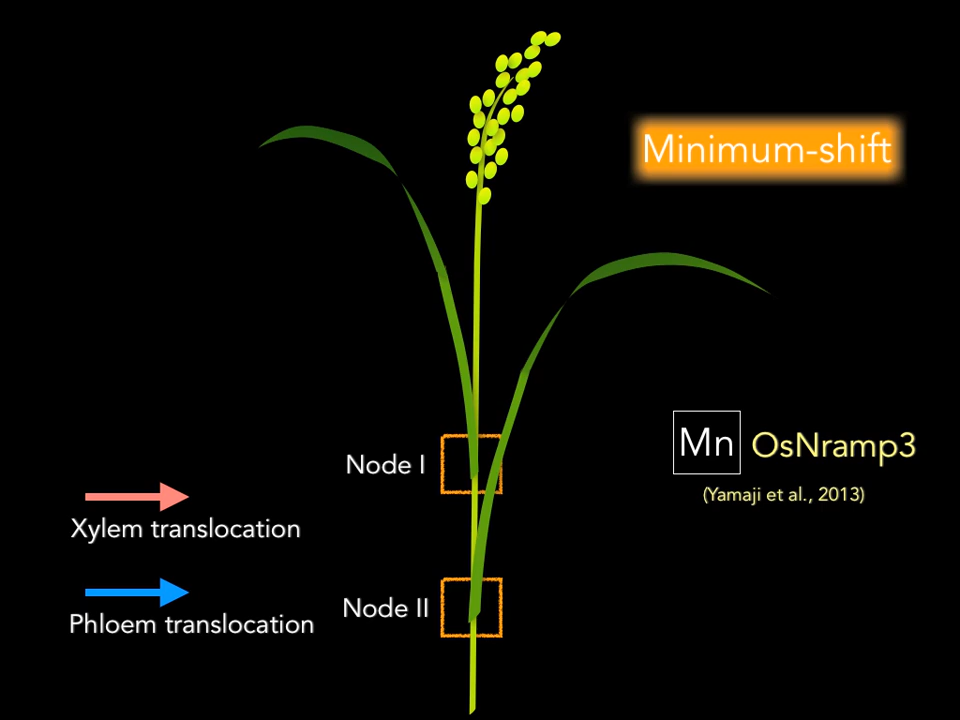 Minimum-shift
Mn OsNramp3
(Yamaji et al., 2013)
Node I
Xylem translocation
Node II
Phloem translocation